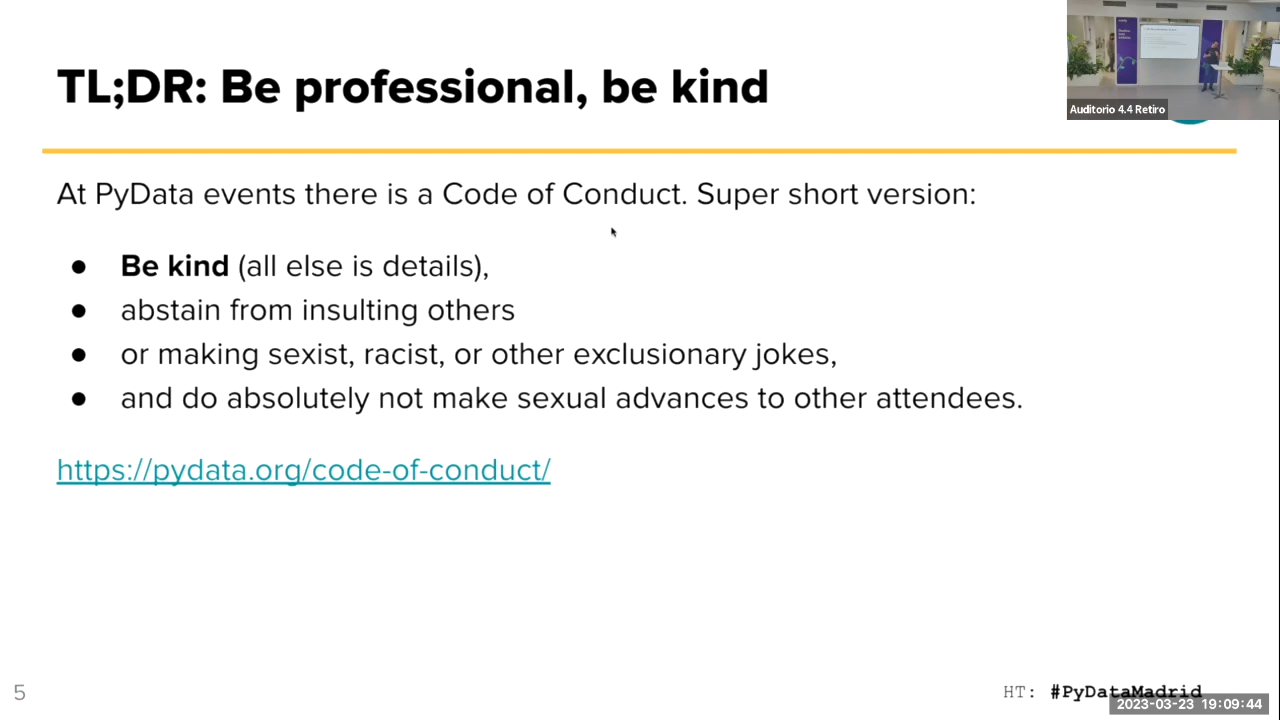 TL;DR: Be professional, be kind
Auditorio 4.4 Retiro
At PyData events there is a Code of Conduct. Super short version:
● Be kind (all else is details),
● abstain from insulting others
● or making sexist, racist, or other exclusionary jokes,
● and do absolutely not make sexual advances to other attendees.
https://pydata.org/code-of-conduct/
5
HT: #PyDataMadrid
2023-03-23 19:09:44